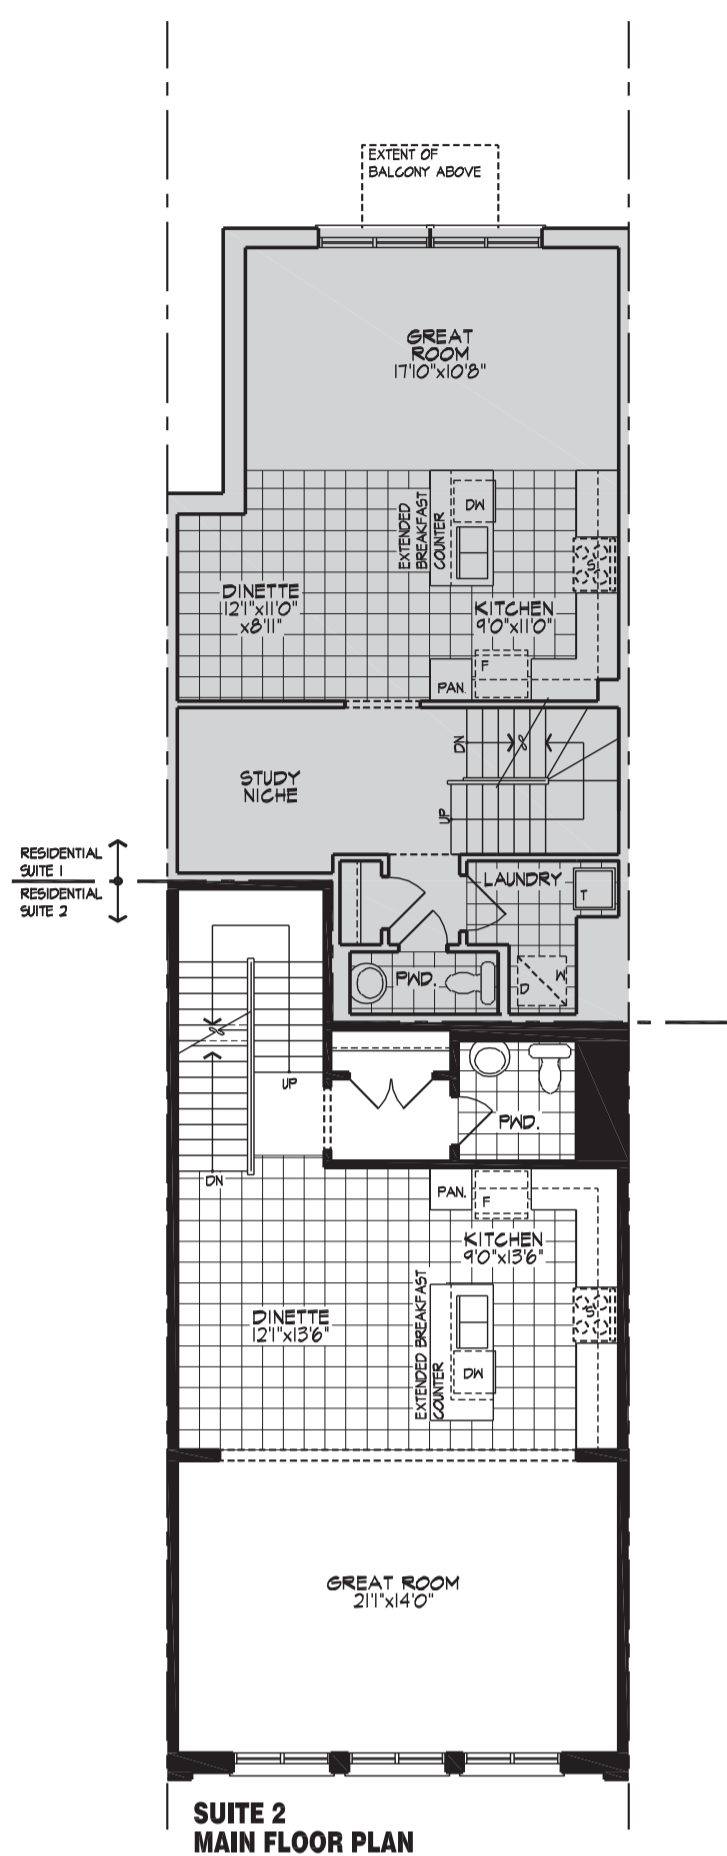 EXTENT OF
BALCONY ABOVE
GREAT
ROOM
17'10"x10'8"
EXTENDED
BREAKFAST
COUNTER
DW
S
DINETTE
12'1"x11'0"
x8'11"
KITCHEN
9'0"x11'0"
F
PAN.
DN
UP
STUDY
NICHE
RESIDENTIAL
SUITE 1
RESIDENTIAL
SUITE 2
LAUNDRY
T
PWD.
D
W
UP
DN
PWD.
PAN.
F
KITCHEN
9'0"x13'6"
DINETTE
12'1"x13'6"
EXTENDED BREAKFAST
COUNTER
S
DW
GREAT ROOM
21'1"x14'0"
SUITE 2
MAIN FLOOR PLAN